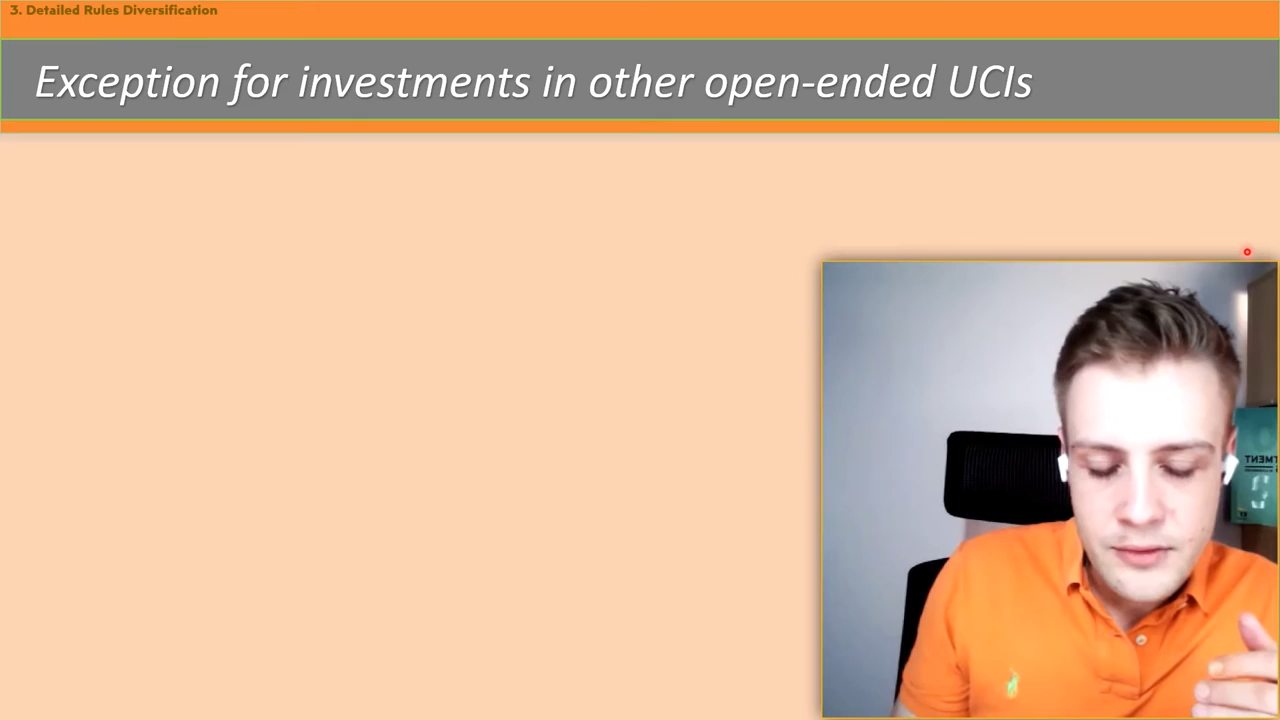 3. Detailed Rules Diversification
Exception for investments in other open-ended UCIs